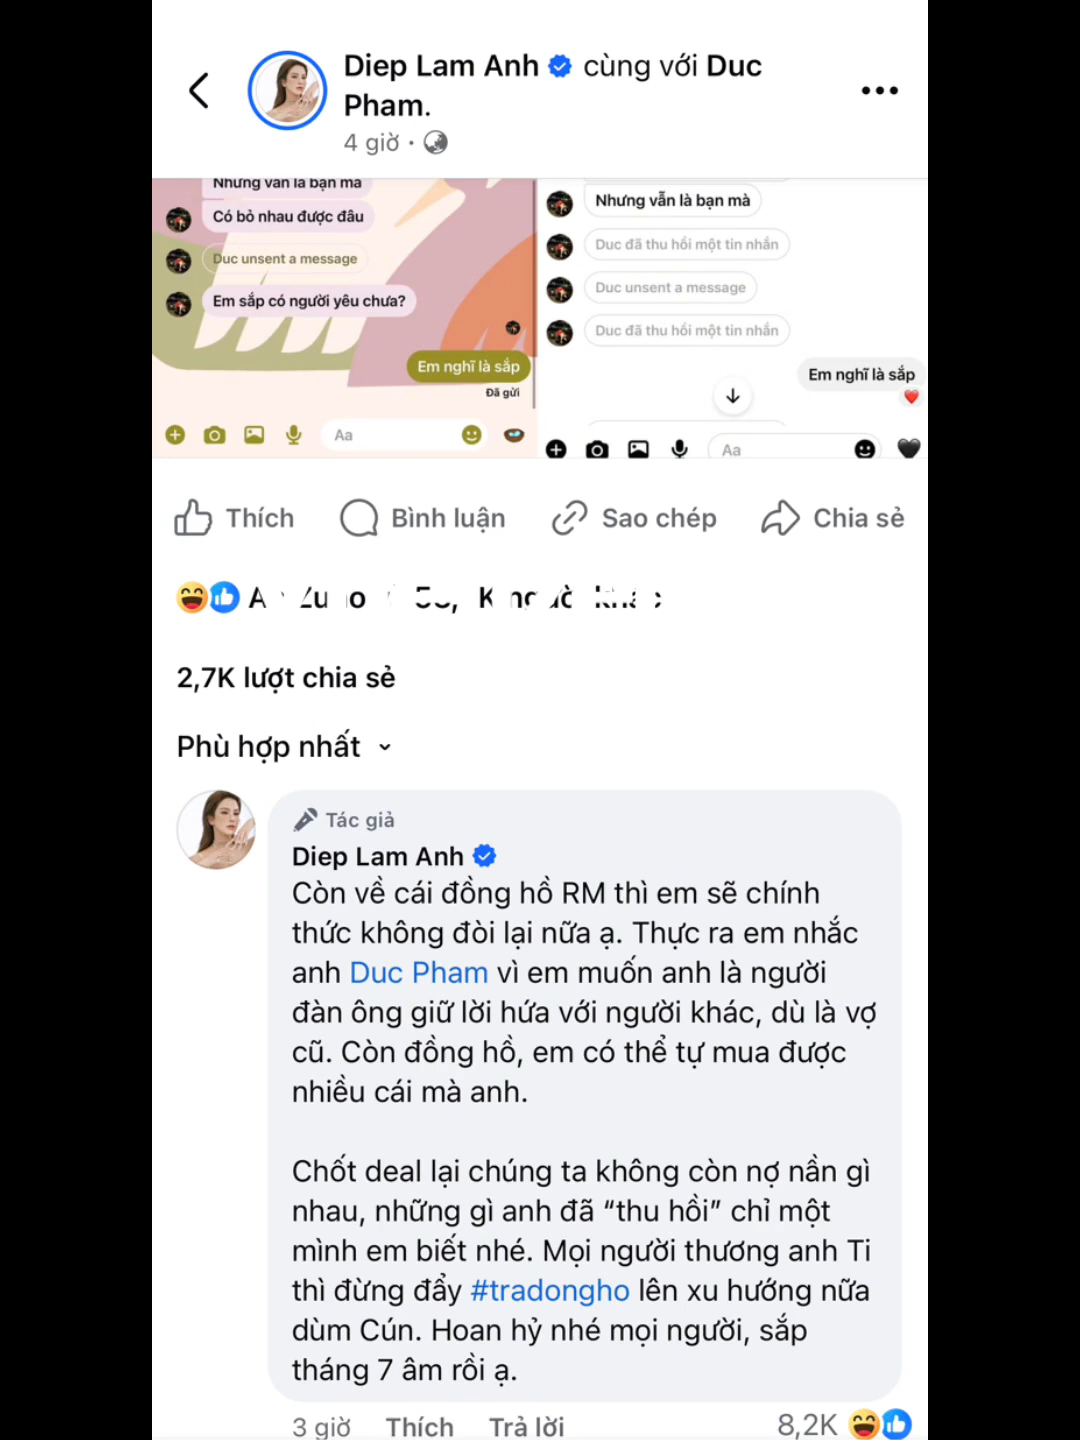 Diep Lam Anh cùng với Duc
Pham.
4 giờ ·
Nhưng vẫn là bạn mà
Có bỏ nhau được đâu
Duc unsent a message
Em sắp có người yêu chưa?
Em nghĩ là sắp
Đã gửi
Aa
Nhưng vẫn là bạn mà
Duc đã thu hồi một tin nhắn
Duc unsent a message
Duc đã thu hồi một tin nhắn
Em nghĩ là sắp
Aa
Thích Bình luận Sao chép Chia sẻ
2,7K lượt chia sẻ
Phù hợp nhất
Tác giả
Diep Lam Anh
Còn về cái đồng hồ RM thì em sẽ chính
thức không đòi lại nữa ạ. Thực ra em nhắc
anh Duc Pham vì em muốn anh là người
đàn ông giữ lời hứa với người khác, dù là vợ
cũ. Còn đồng hồ, em có thể tự mua được
nhiều cái mà anh.
Chốt deal lại chúng ta không còn nợ nần gì
nhau, những gì anh đã “thu hồi” chỉ một
mình em biết nhé. Mọi người thương anh Ti
thì đừng đẩy #tradongho lên xu hướng nữa
dùm Cún. Hoan hỷ nhé mọi người, sắp
tháng 7 âm rồi ạ.
3 giờ Thích Trả lời 8,2K